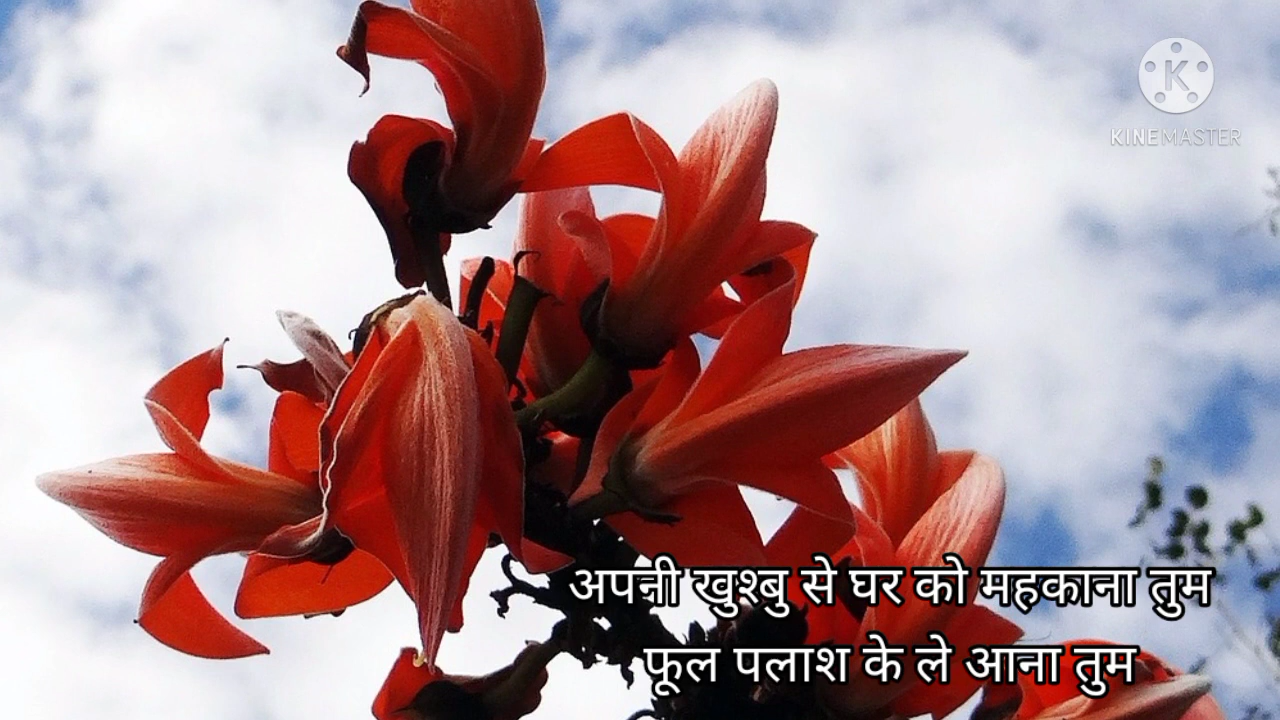 KINEMASTER
अपनी खुश्बु से घर को महकाना तुम
फूल पलाश के ले आना तुम